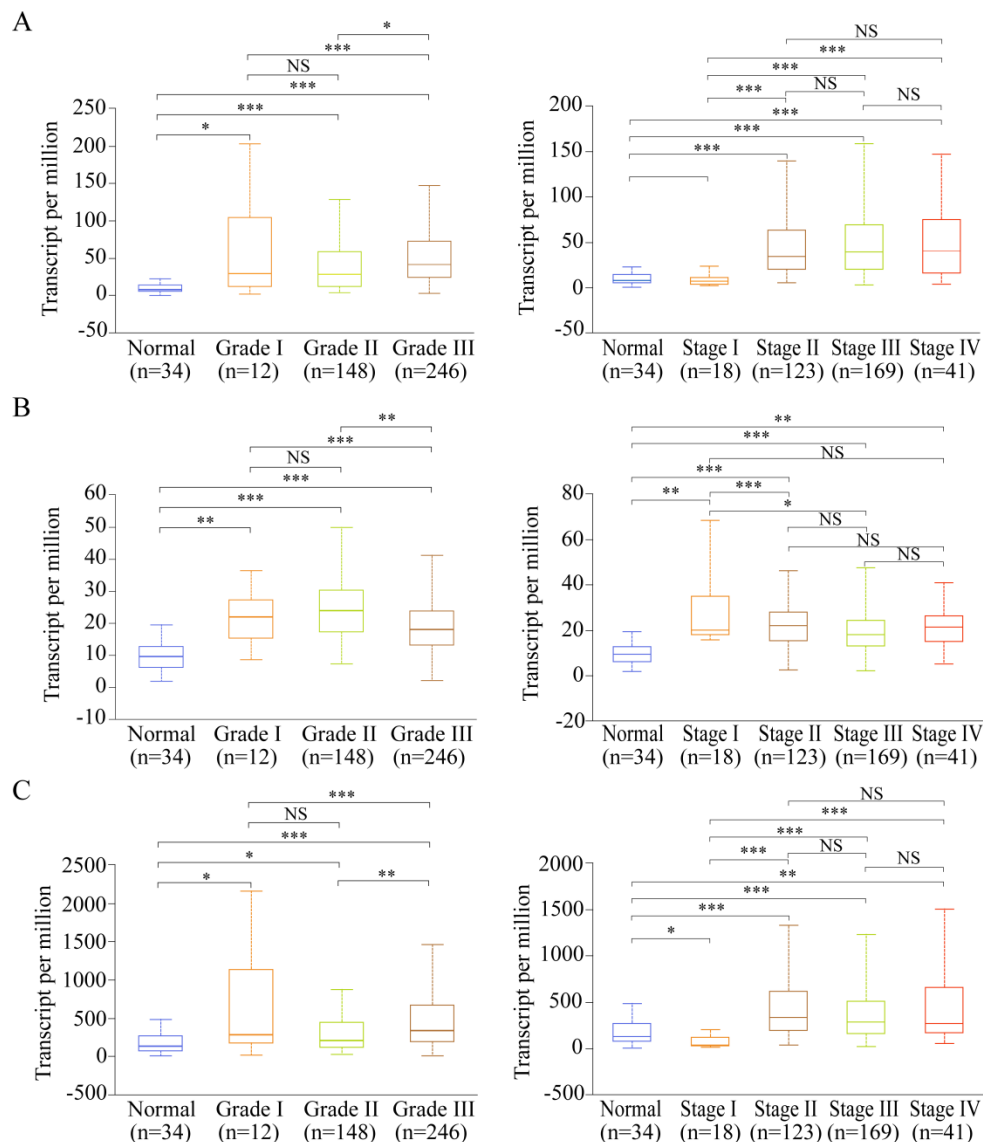 A
*
***
NS
***
***
*
250
200
150
100
50
0
-50
Transcript per million
Normal Grade I Grade II Grade III
(n=34) (n=12) (n=148) (n=246)
NS
***
***
*** NS NS
***
***
***
200
150
100
50
0
-50
Transcript per million
Normal Stage I Stage II Stage III Stage IV
(n=34) (n=18) (n=123) (n=169) (n=41)
B
**
***
NS
***
***
**
60
50
40
30
20
10
0
-10
Transcript per million
Normal Grade I Grade II Grade III
(n=34) (n=12) (n=148) (n=246)
**
***
NS
***
** ***
*
NS
NS
NS
80
60
40
20
0
-20
Transcript per million
Normal Stage I Stage II Stage III Stage IV
(n=34) (n=18) (n=123) (n=169) (n=41)
C
***
NS
***
*
* **
2500
2000
1500
1000
500
0
-500
Transcript per million
Normal Grade I Grade II Grade III
(n=34) (n=12) (n=148) (n=246)
NS
***
***
*** NS NS
**
***
***
*
2000
1500
1000
500
0
-500
Transcript per million
Normal Stage I Stage II Stage III Stage IV
(n=34) (n=18) (n=123) (n=169) (n=41)